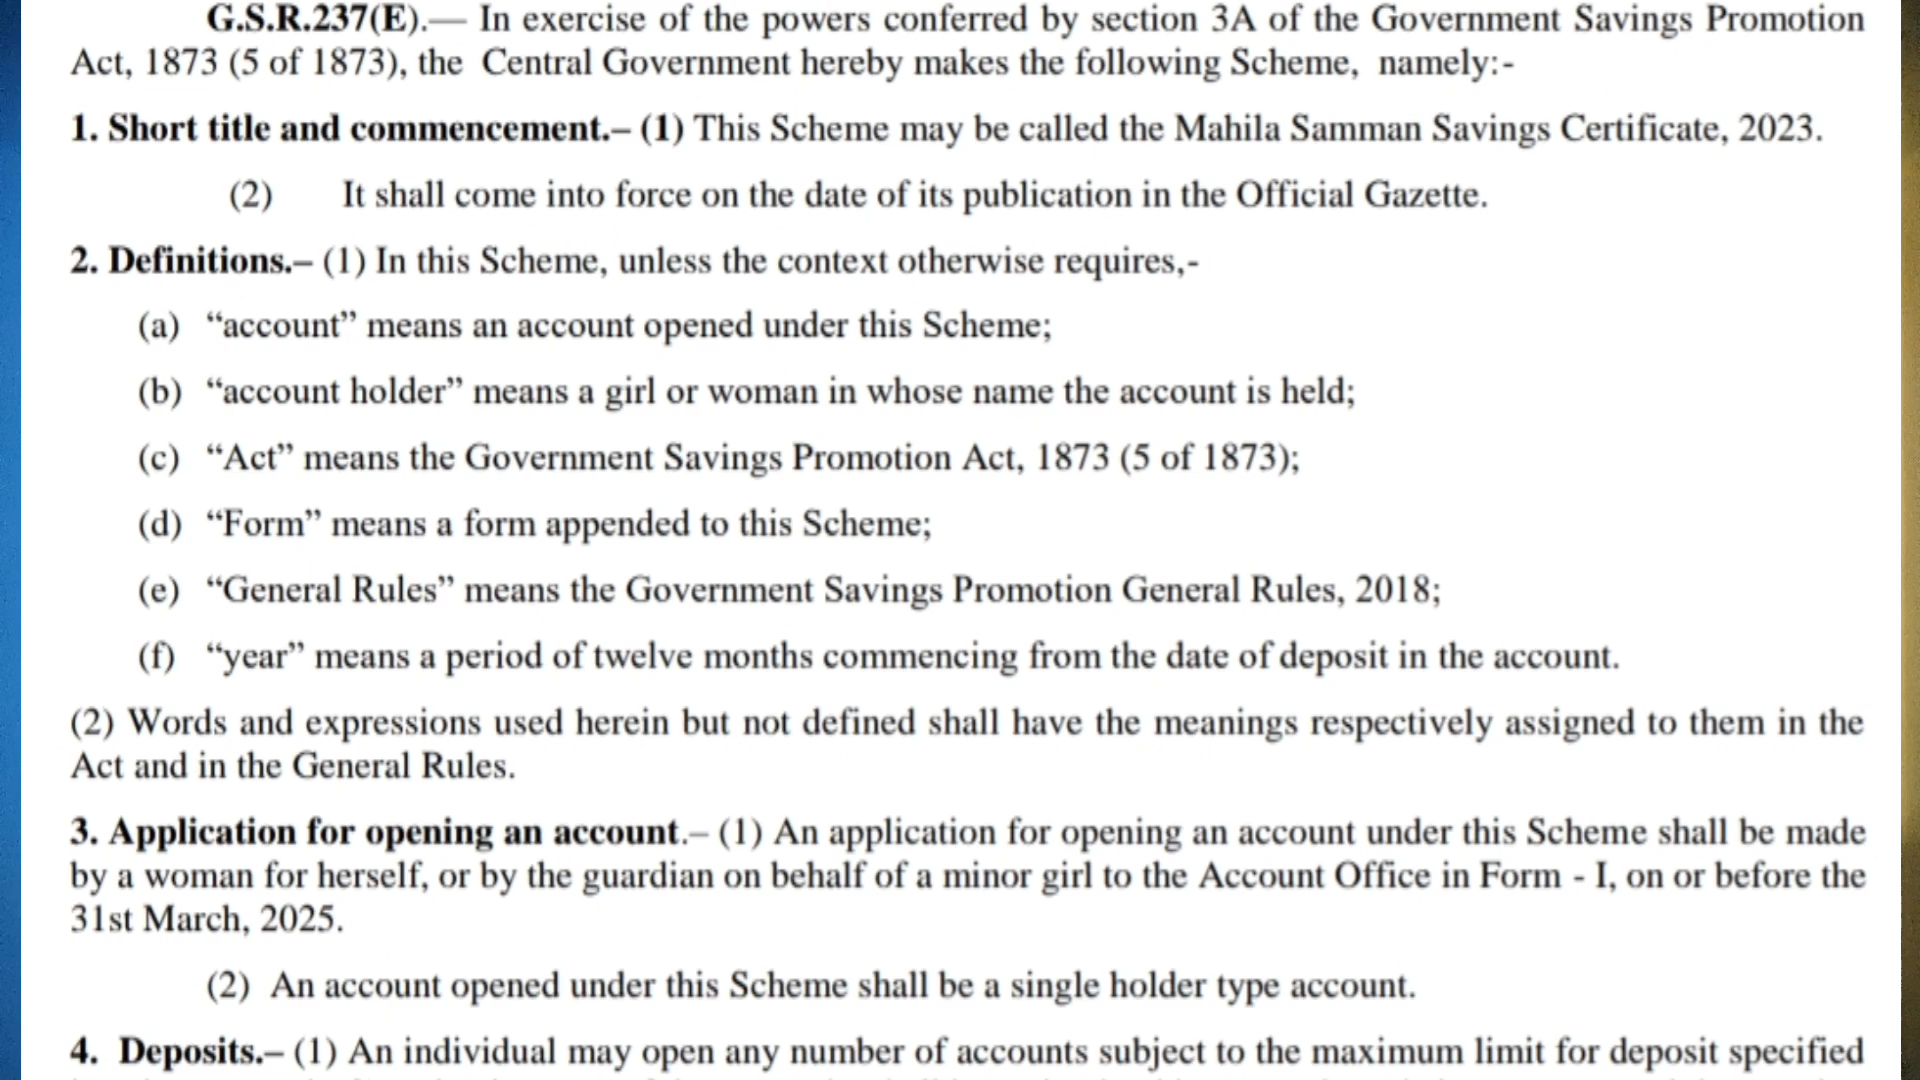 G.S.R.237(E).— In exercise of the powers conferred by section 3A of the Government Savings Promotion
Act, 1873 (5 of 1873), the Central Government hereby makes the following Scheme, namely:-
1. Short title and commencement.– (1) This Scheme may be called the Mahila Samman Savings Certificate, 2023.
(2) It shall come into force on the date of its publication in the Official Gazette.
2. Definitions.– (1) In this Scheme, unless the context otherwise requires,-
(a) “account” means an account opened under this Scheme;
(b) “account holder” means a girl or woman in whose name the account is held;
(c) “Act” means the Government Savings Promotion Act, 1873 (5 of 1873);
(d) “Form” means a form appended to this Scheme;
(e) “General Rules” means the Government Savings Promotion General Rules, 2018;
(f) “year” means a period of twelve months commencing from the date of deposit in the account.
(2) Words and expressions used herein but not defined shall have the meanings respectively assigned to them in the
Act and in the General Rules.
3. Application for opening an account.– (1) An application for opening an account under this Scheme shall be made
by a woman for herself, or by the guardian on behalf of a minor girl to the Account Office in Form - I, on or before the
31st March, 2025.
(2) An account opened under this Scheme shall be a single holder type account.
4. Deposits.– (1) An individual may open any number of accounts subject to the maximum limit for deposit specified